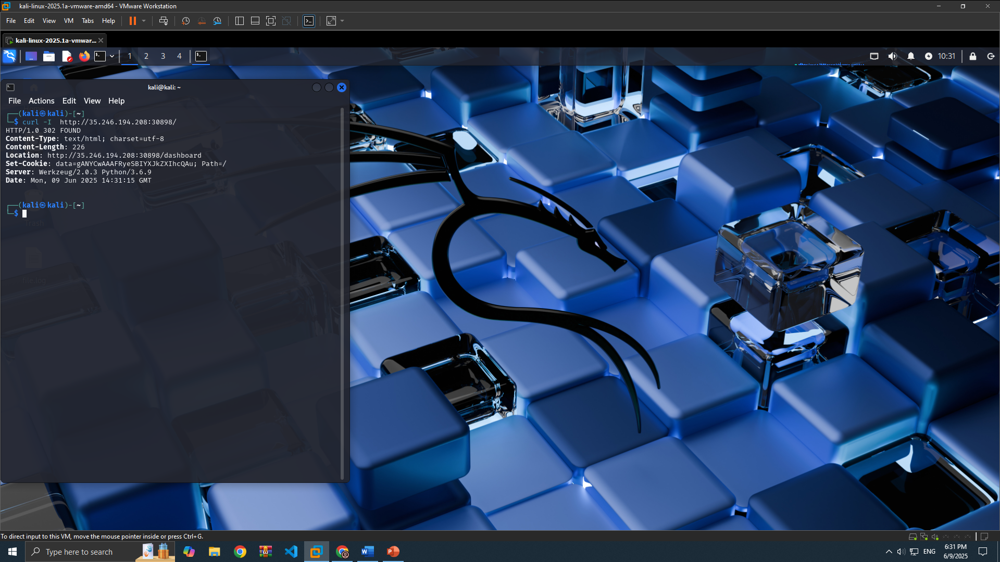 kali-linux-2025.1a-vmware-amd64 - VMware Workstation
File Edit View VM Tabs Help
kali-linux-2025.1a-vmwar...
1 2 3 4
10:31
kali@kali: ~
File Actions Edit View Help
┌──(kali㉿kali)-[~]
└─$ curl -I  http://35.246.194.208:30898/
HTTP/1.0 302 FOUND
Content-Type: text/html; charset=utf-8
Content-Length: 226
Location: http://35.246.194.208:30898/dashboard
Set-Cookie: data=gANYCwAAAFRyeSBIYXJkZXIhcQAu; Path=/
Server: Werkzeug/2.0.3 Python/3.6.9
Date: Mon, 09 Jun 2025 14:31:15 GMT
┌──(kali㉿kali)-[~]
└─$
Trash
file.log
To direct input to this VM, move the mouse pointer inside or press Ctrl+G.
Type here to search
ENG
6:31 PM
6/9/2025